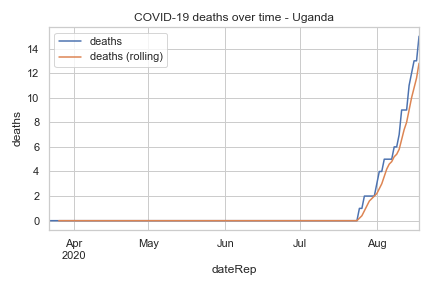 COVID-19 deaths over time - Uganda
deaths
deaths (rolling)
14
12
10
8
6
4
2
0
deaths
Apr
2020
May
Jun
Jul
Aug
dateRep